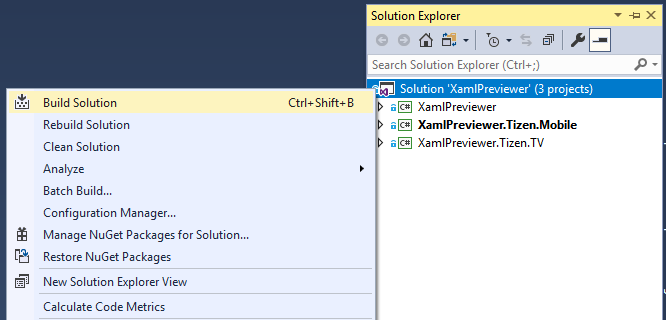 Solution Explorer
Search Solution Explorer (Ctrl+;)
Solution 'XamlPreviewer' (3 projects)
C# XamlPreviewer
C# XamlPreviewer.Tizen.Mobile
C# XamlPreviewer.Tizen.TV
Build Solution Ctrl+Shift+B
Rebuild Solution
Clean Solution
Analyze
Batch Build...
Configuration Manager...
Manage NuGet Packages for Solution...
Restore NuGet Packages
New Solution Explorer View
Calculate Code Metrics